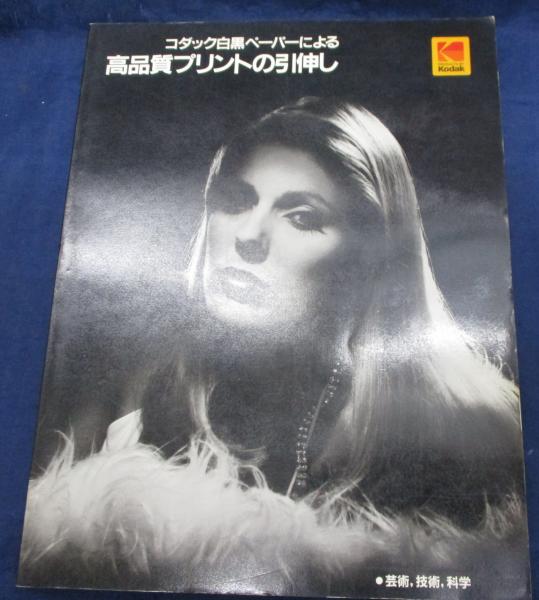 コダック白黒ペーパーによる
高品質プリントの引伸し
Kodak
●芸術，技術，科学